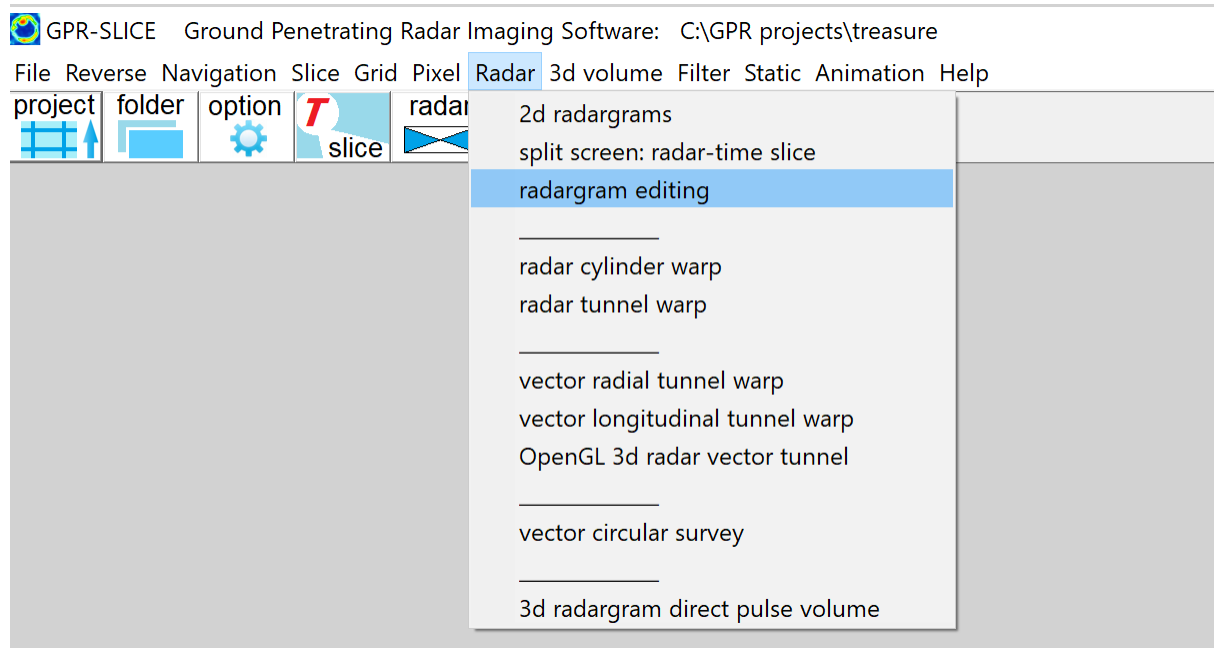 GPR-SLICE Ground Penetrating Radar Imaging Software: C:\GPR projects\treasure
File Reverse Navigation Slice Grid Pixel Radar 3d volume Filter Static Animation Help
project folder option T slice radar
2d radargrams
split screen: radar-time slice
radargram editing
radar cylinder warp
radar tunnel warp
vector radial tunnel warp
vector longitudinal tunnel warp
OpenGL 3d radar vector tunnel
vector circular survey
3d radargram direct pulse volume